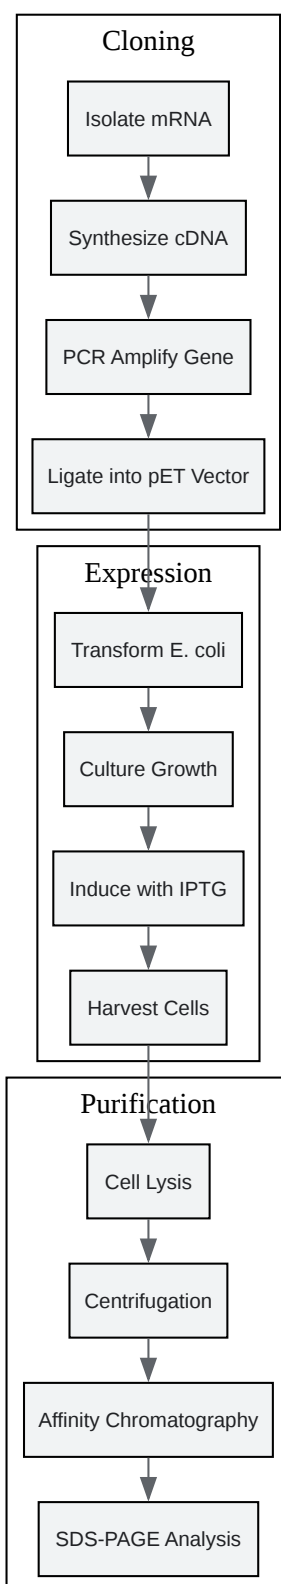 Cloning
Isolate mRNA
Synthesize cDNA
PCR Amplify Gene
Ligate into pET Vector
Expression
Transform E. coli
Culture Growth
Induce with IPTG
Harvest Cells
Purification
Cell Lysis
Centrifugation
Affinity Chromatography
SDS-PAGE Analysis